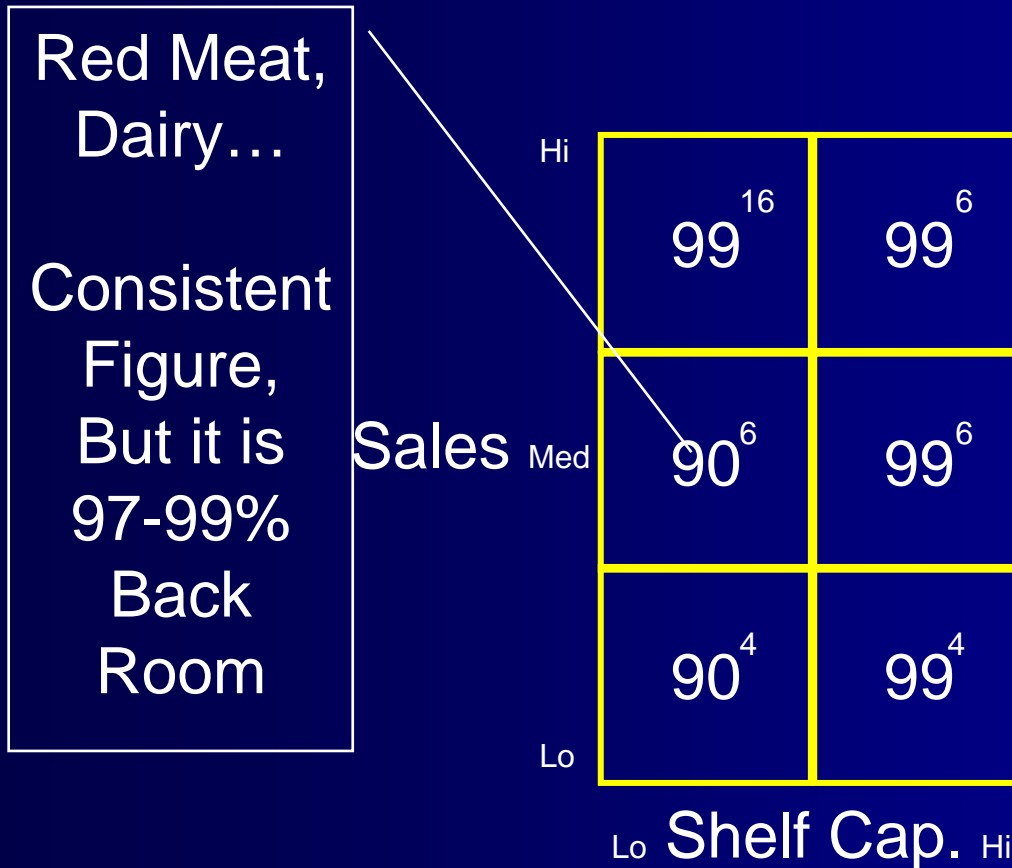 Red Meat,
Dairy…
Consistent
Figure,
But it is
97-99%
Back
Room
Hi
99 16 99 6
Sales Med 90 6 99 6
90 4 99 4
Lo
Lo Shelf Cap. Hi